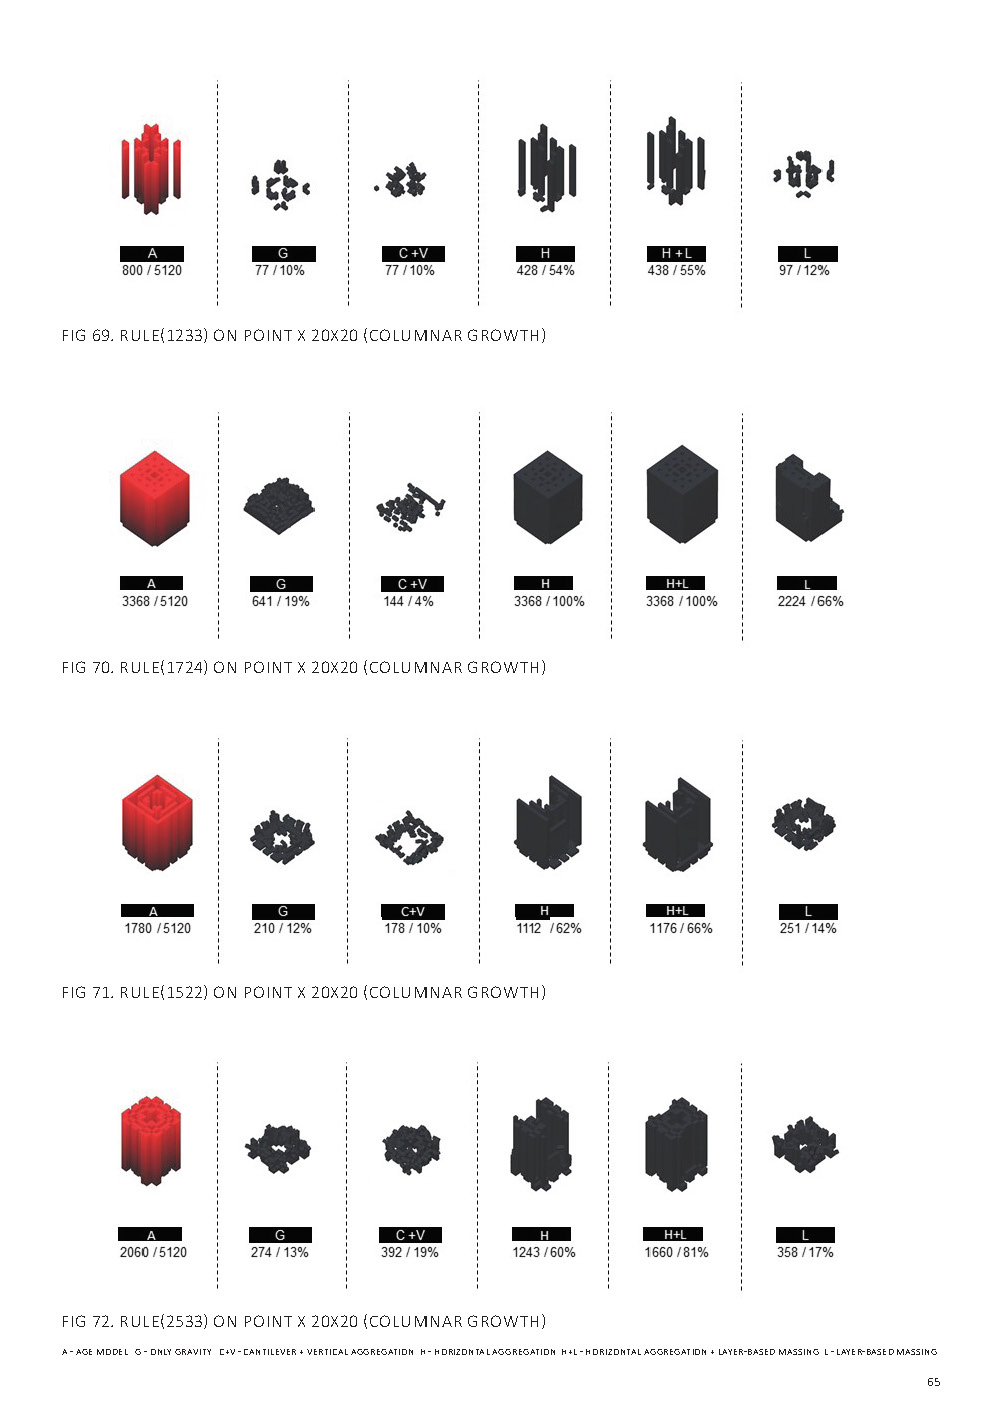 A G C+V H H+L L
800 / 5120 77 / 10% 77 / 10% 428 / 54% 438 / 55% 97 / 12%
FIG 69. RULE(1233) ON POINT X 20X20 (COLUMNAR GROWTH)
A G C+V H H+L L
3368 / 5120 641 / 19% 144 / 4% 3368 / 100% 3368 / 100% 2224 / 66%
FIG 70. RULE(1724) ON POINT X 20X20 (COLUMNAR GROWTH)
A G C+V H H+L L
1780 / 5120 210 / 12% 178 / 10% 1112 / 62% 1176 / 66% 251 / 14%
FIG 71. RULE(1522) ON POINT X 20X20 (COLUMNAR GROWTH)
A G C+V H H+L L
2060 / 5120 274 / 13% 392 / 19% 1243 / 60% 1660 / 81% 358 / 17%
FIG 72. RULE(2533) ON POINT X 20X20 (COLUMNAR GROWTH)
A - AGE MODEL G - ONLY GRAVITY C+V - CANTILEVER + VERTICAL AGGREGATION H - HORIZONTAL AGGREGATION H+L - HORIZONTAL AGGREGATION + LAYER-BASED MASSING L - LAYER-BASED MASSING
65